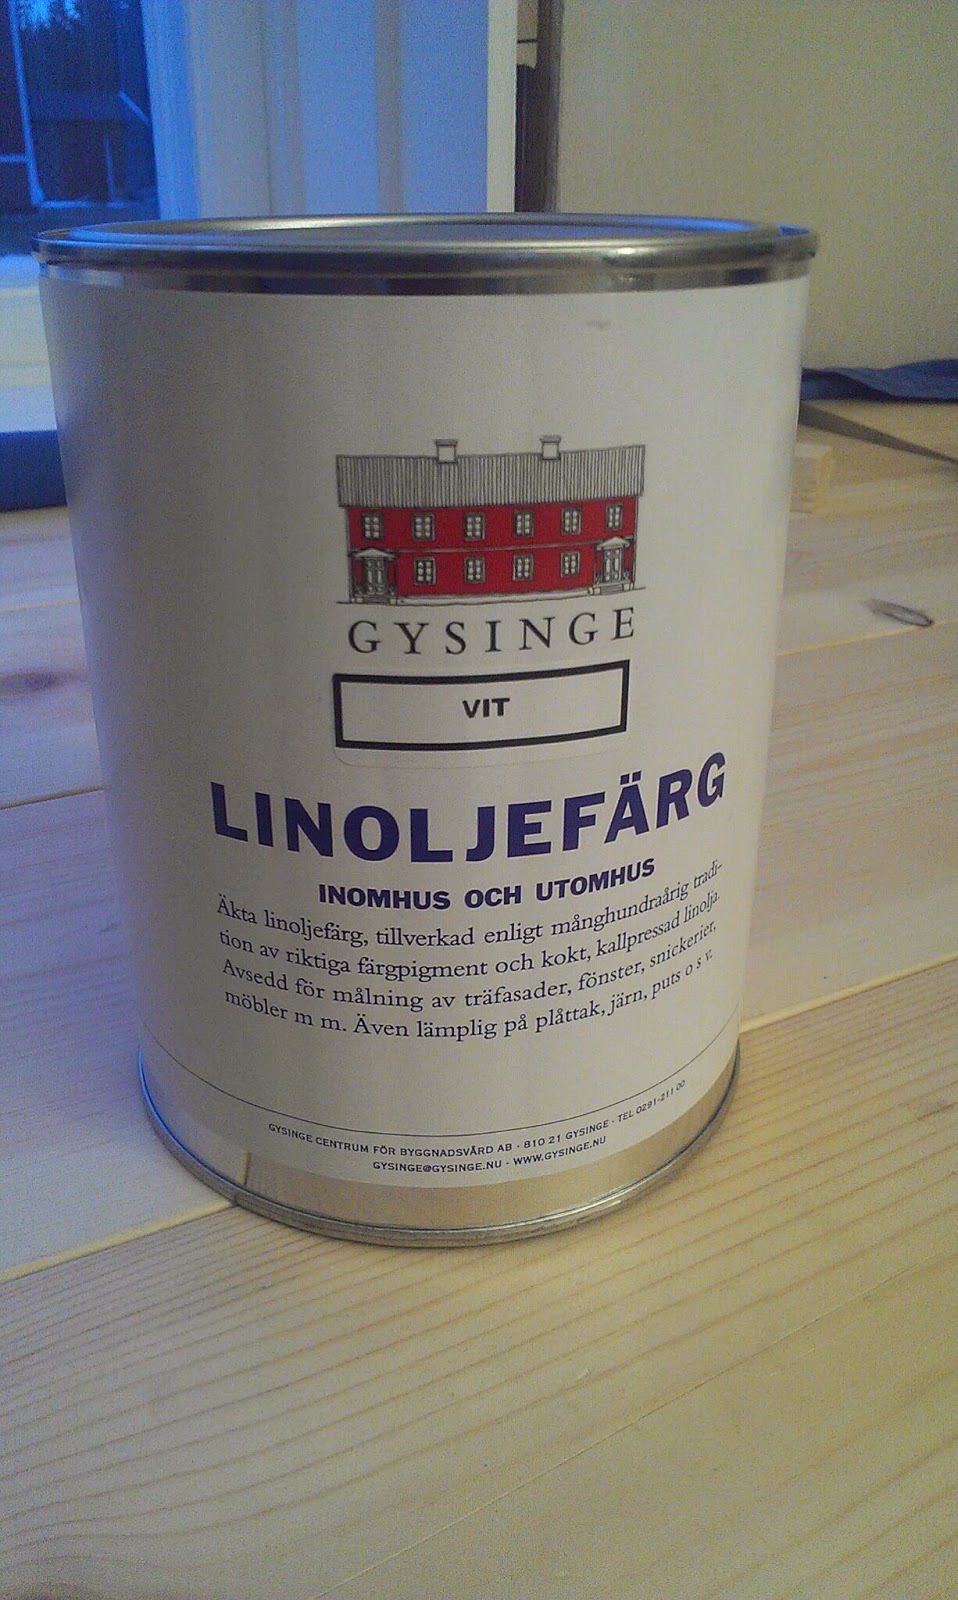 GYSINGE
VIT
LINOLJEFÄRG
INOMHUS OCH UTOMHUS
Äkta linoljefärg, tillverkad enligt månghundraårig tradi-
tion av riktiga färgpigment och kokt, kallpressad linolja.
Avsedd för målning av träfasader, fönster, snickerier,
möbler m m. Även lämplig på plåttak, järn, puts o s v.
GYSINGE CENTRUM FÖR BYGGNADSVÅRD AB - 810 21 GYSINGE - TEL 0291-211 00
GYSINGE@GYSINGE.NU - WWW.GYSINGE.NU